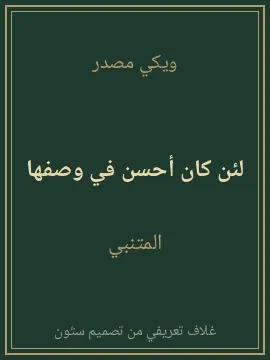 ويكي مصدر
لئن كان أحسن في وصفها
المتنبي
غلاف تعريفي من تصميم سثون